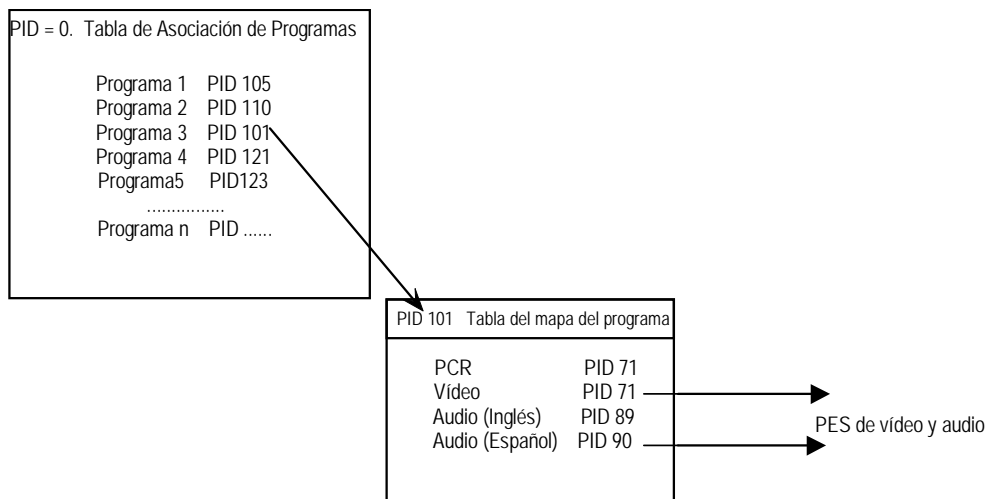 PID = 0. Tabla de Asociación de Programas
Programa 1 PID 105
Programa 2 PID 110
Programa 3 PID 101
Programa 4 PID 121
Programa5 PID123
................
Programa n PID ......
PID 101 Tabla del mapa del programa
PCR PID 71
Vídeo PID 71
Audio (Inglés) PID 89
Audio (Español) PID 90
PES de vídeo y audio